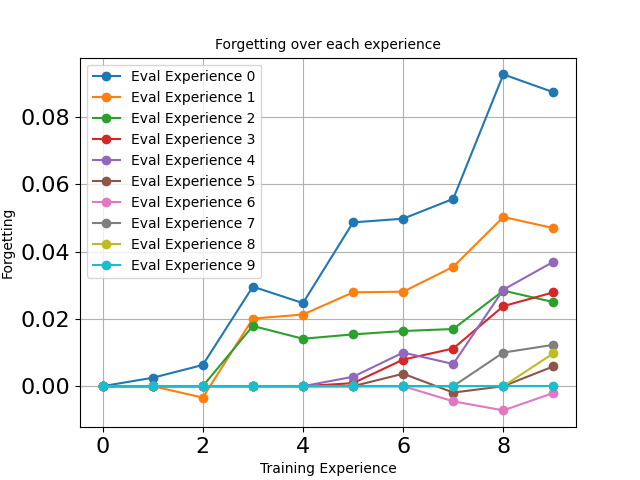 Forgetting over each experience
Eval Experience 0
Eval Experience 1
Eval Experience 2
Eval Experience 3
Eval Experience 4
Eval Experience 5
Eval Experience 6
Eval Experience 7
Eval Experience 8
Eval Experience 9
0.08
0.06
0.04
0.02
0.00
Forgetting
0 2 4 6 8
Training Experience